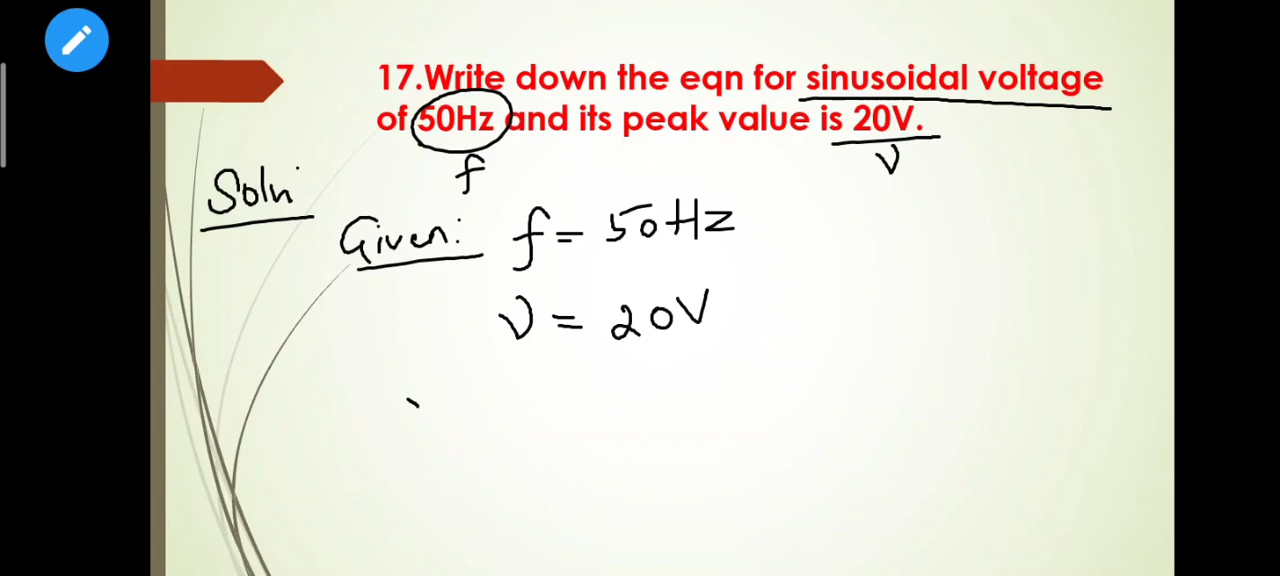 17.Write down the eqn for sinusoidal voltage
of 50Hz and its peak value is 20V.
f
V
Soln
Given: f = 50Hz
V = 20V